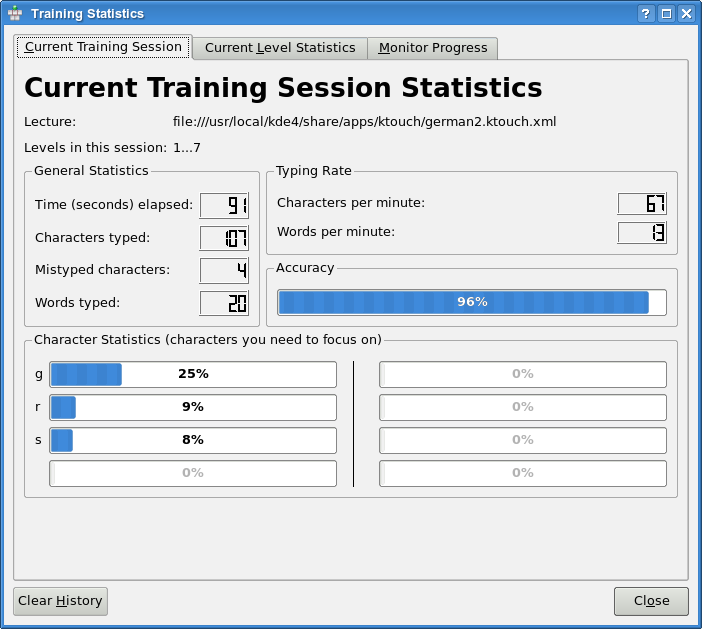 Training Statistics
?
Current Training Session
Current Level Statistics
Monitor Progress
Current Training Session Statistics
Lecture: file:///usr/local/kde4/share/apps/ktouch/german2.ktouch.xml
Levels in this session: 1...7
General Statistics
Time (seconds) elapsed: 91
Characters typed: 107
Mistyped characters: 4
Words typed: 20
Typing Rate
Characters per minute: 67
Words per minute: 13
Accuracy
96%
Character Statistics (characters you need to focus on)
g 25%
r 9%
s 8%
0%
0%
0%
0%
0%
Clear History
Close